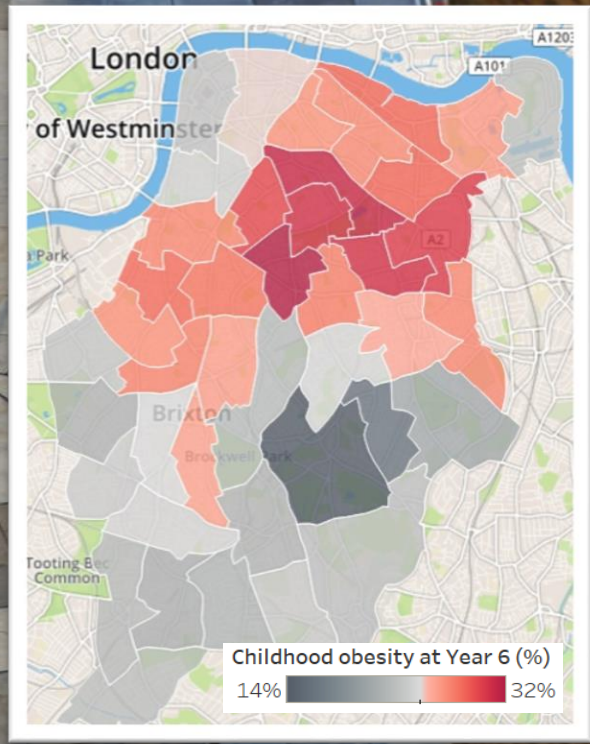 London
A1203
A101
of Westminster
A2
a Park
Brixton
Brockwell Park
Tooting Bec
Common
Childhood obesity at Year 6 (%)
14% 32%